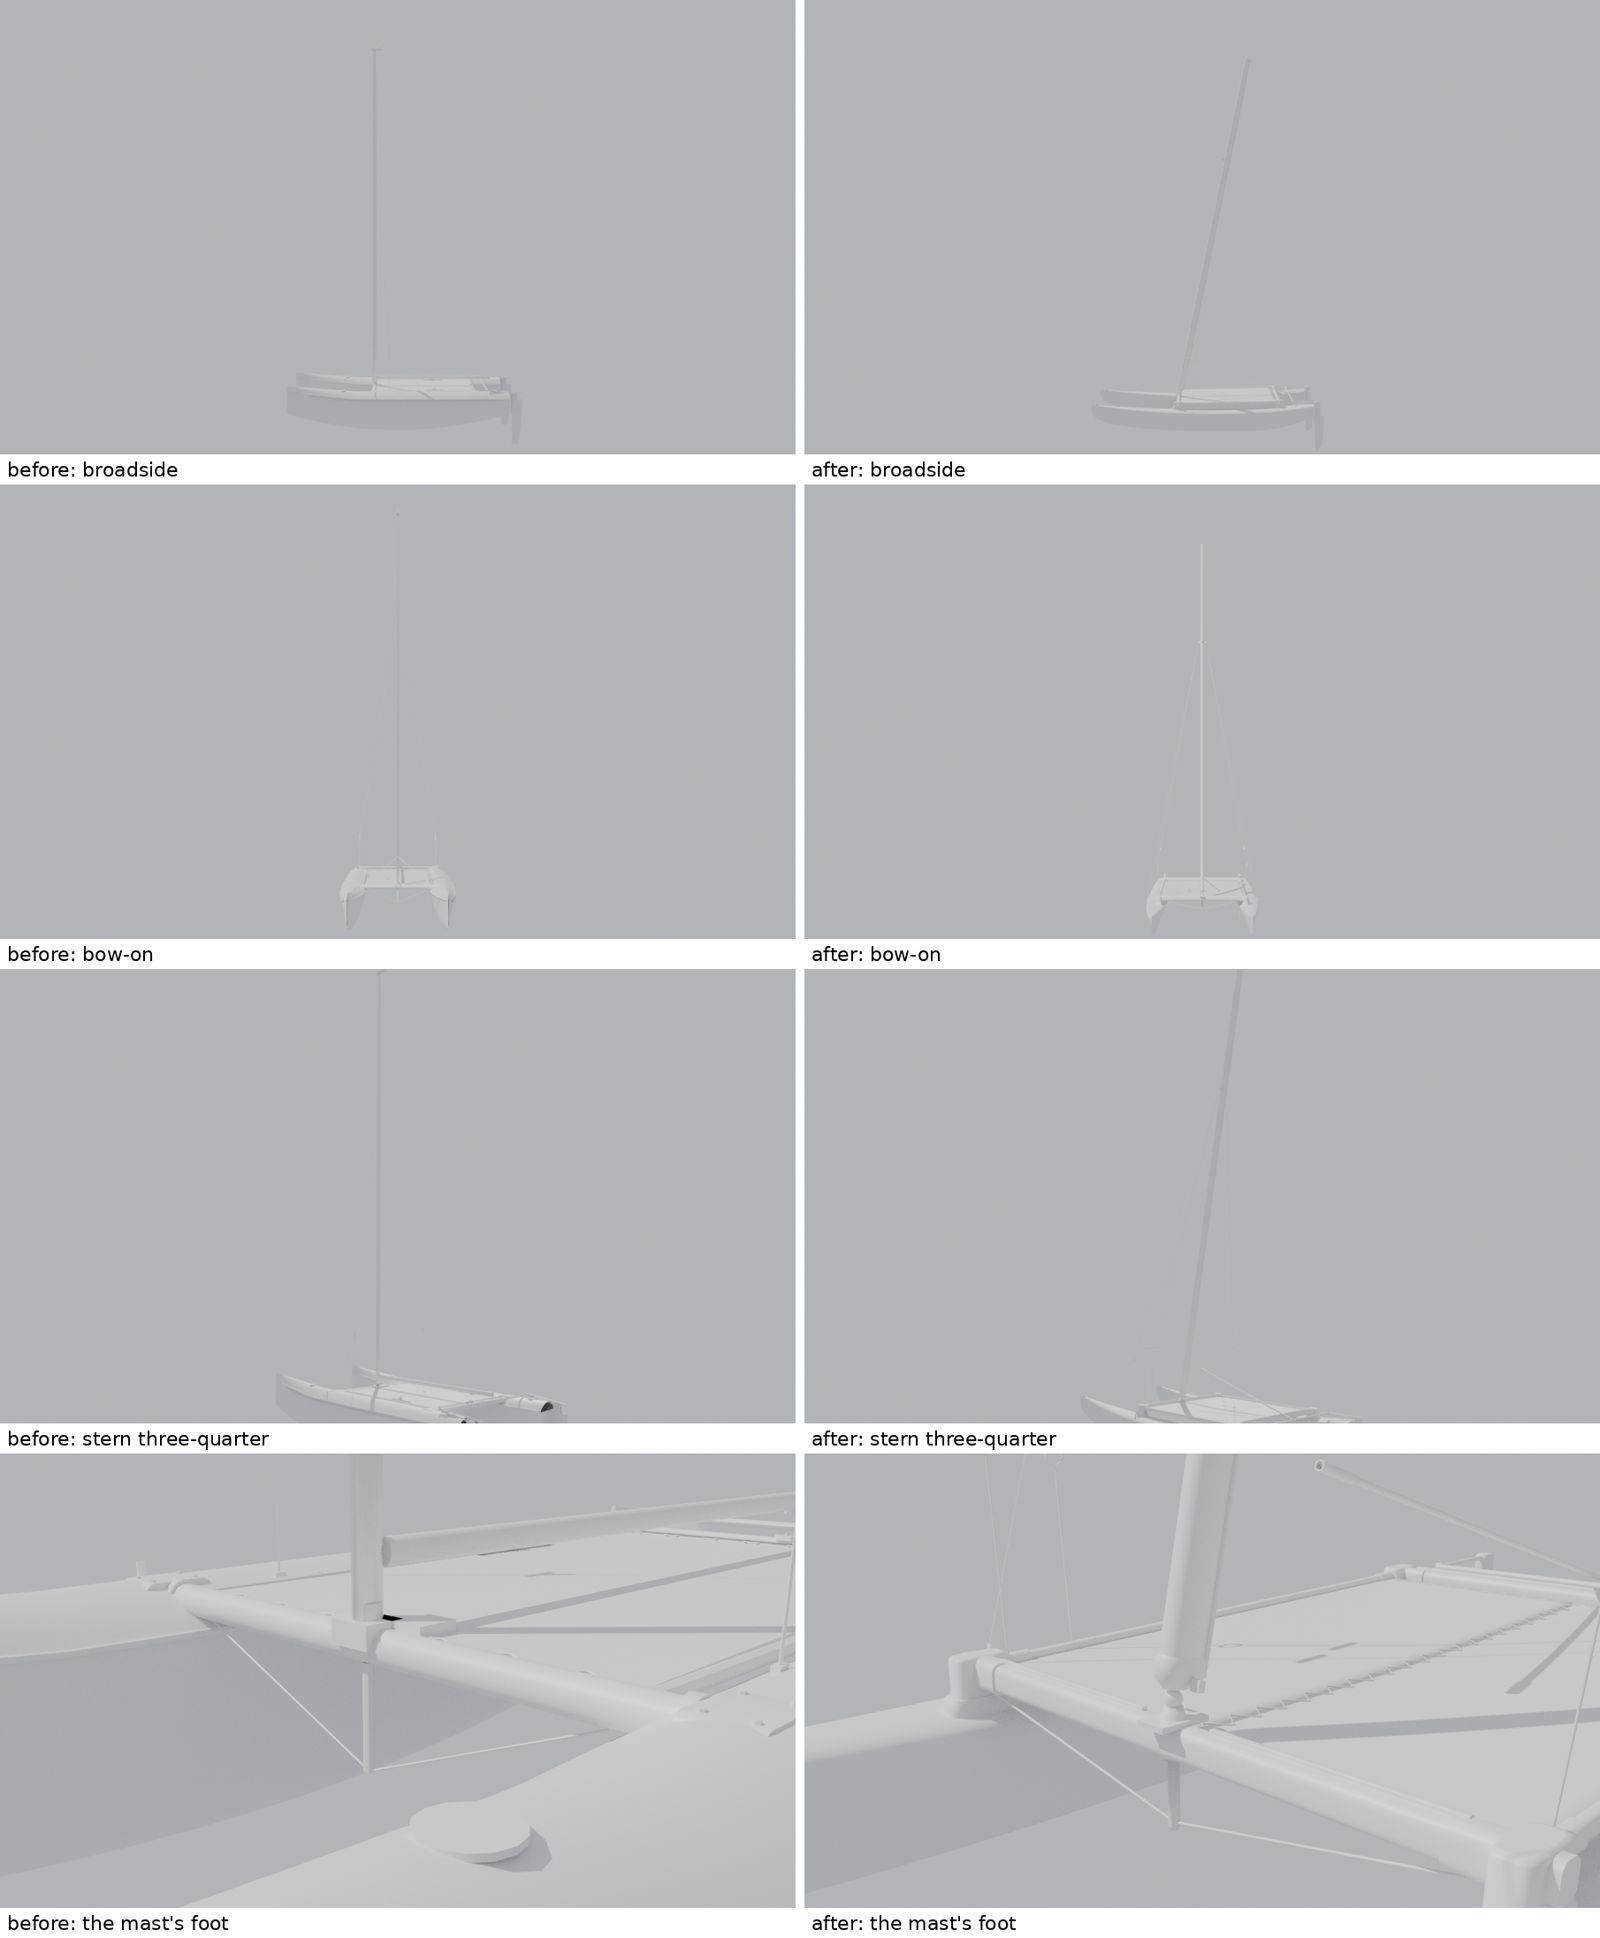 before: broadside
after: broadside
before: bow-on
after: bow-on
before: stern three-quarter
after: stern three-quarter
before: the mast's foot
after: the mast's foot